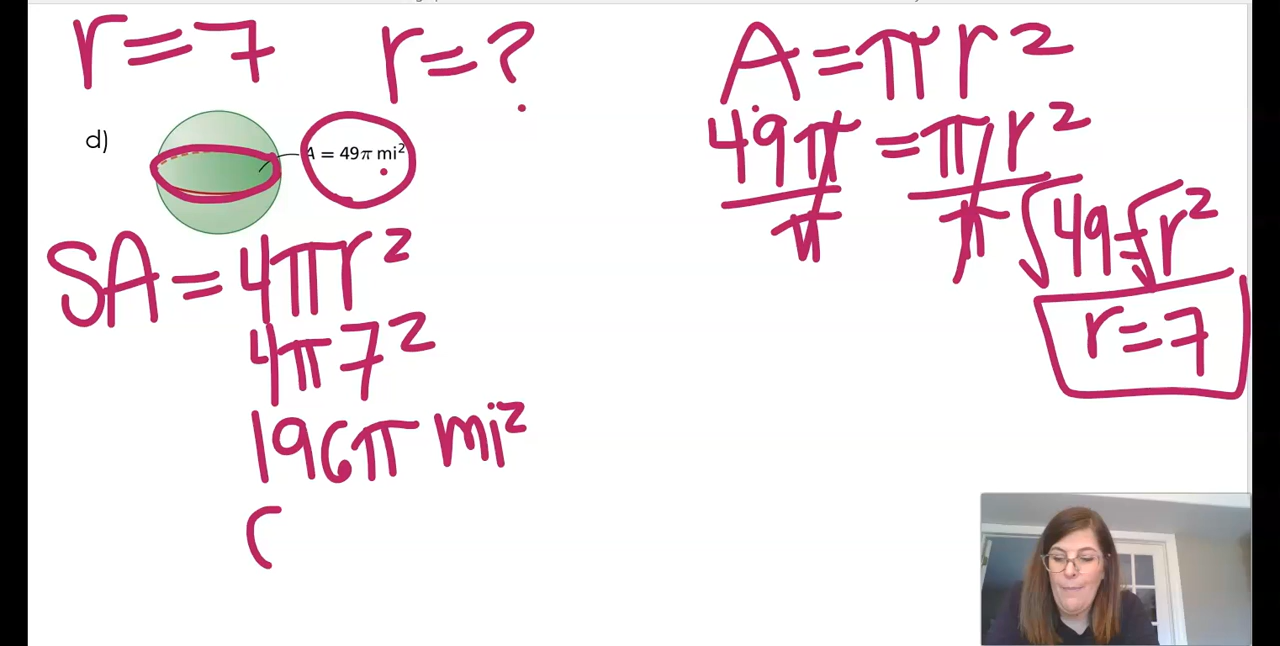 r=7
r=?
d)
A = 49π mi²
SA=4πr²
4π7²
196π mi²
(
A=πr²
49π=πr²
π π
√49=√r²
r=7